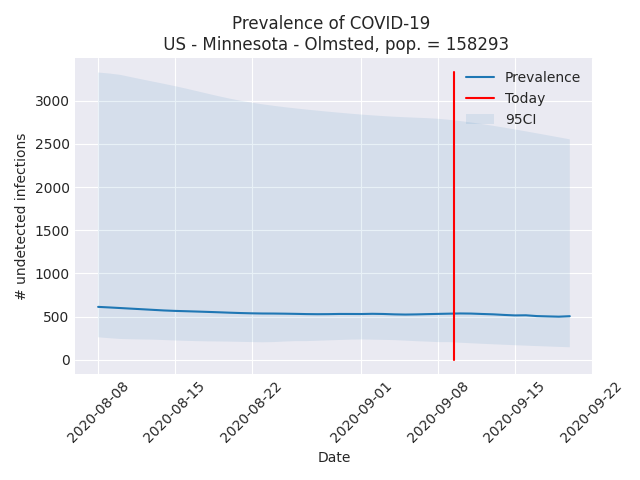 Prevalence of COVID-19
US - Minnesota - Olmsted, pop. = 158293
Prevalence
Today
95CI
# undetected infections
3000
2500
2000
1500
1000
500
0
2020-08-08
2020-08-15
2020-08-22
2020-09-01
2020-09-08
2020-09-15
2020-09-22
Date